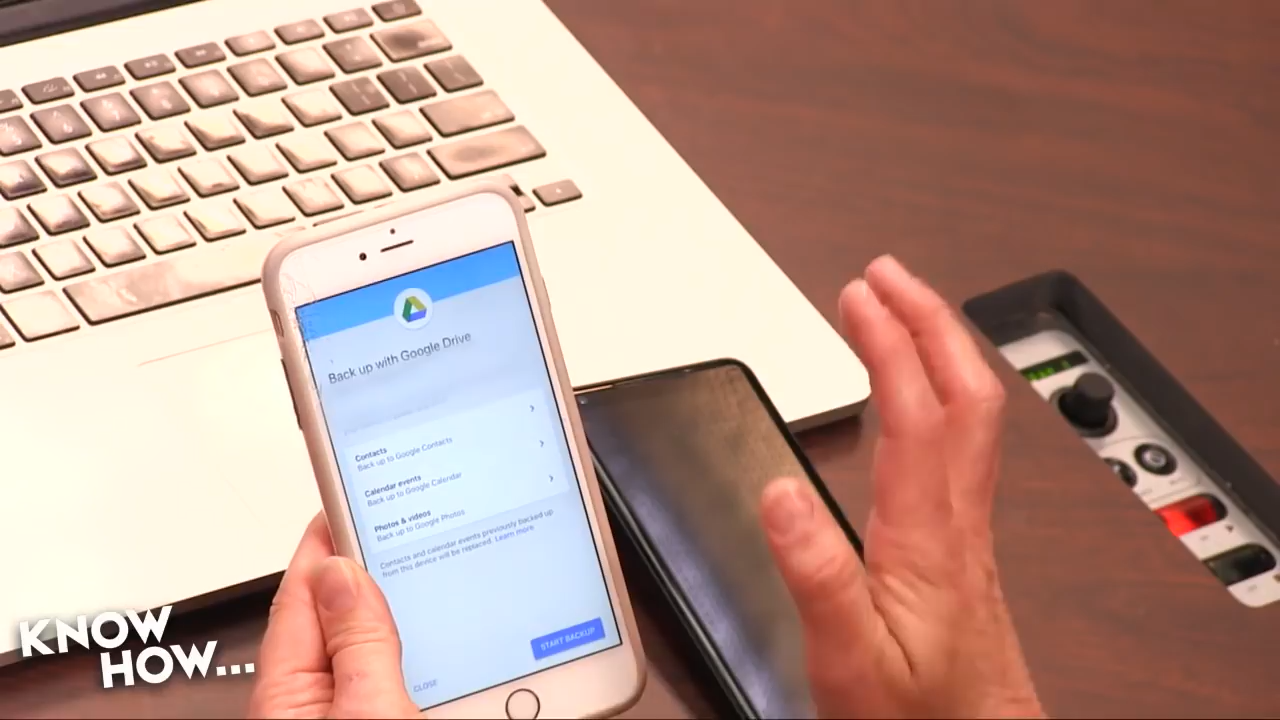 Back up with Google Drive
Contacts
Back up to Google Contacts
Calendar events
Back up to Google Calendar
Photos & videos
Back up to Google Photos
Contacts and calendar events previously backed up
from this device will be replaced. Learn more
START BACKUP
CLOSE
KNOW
HOW...